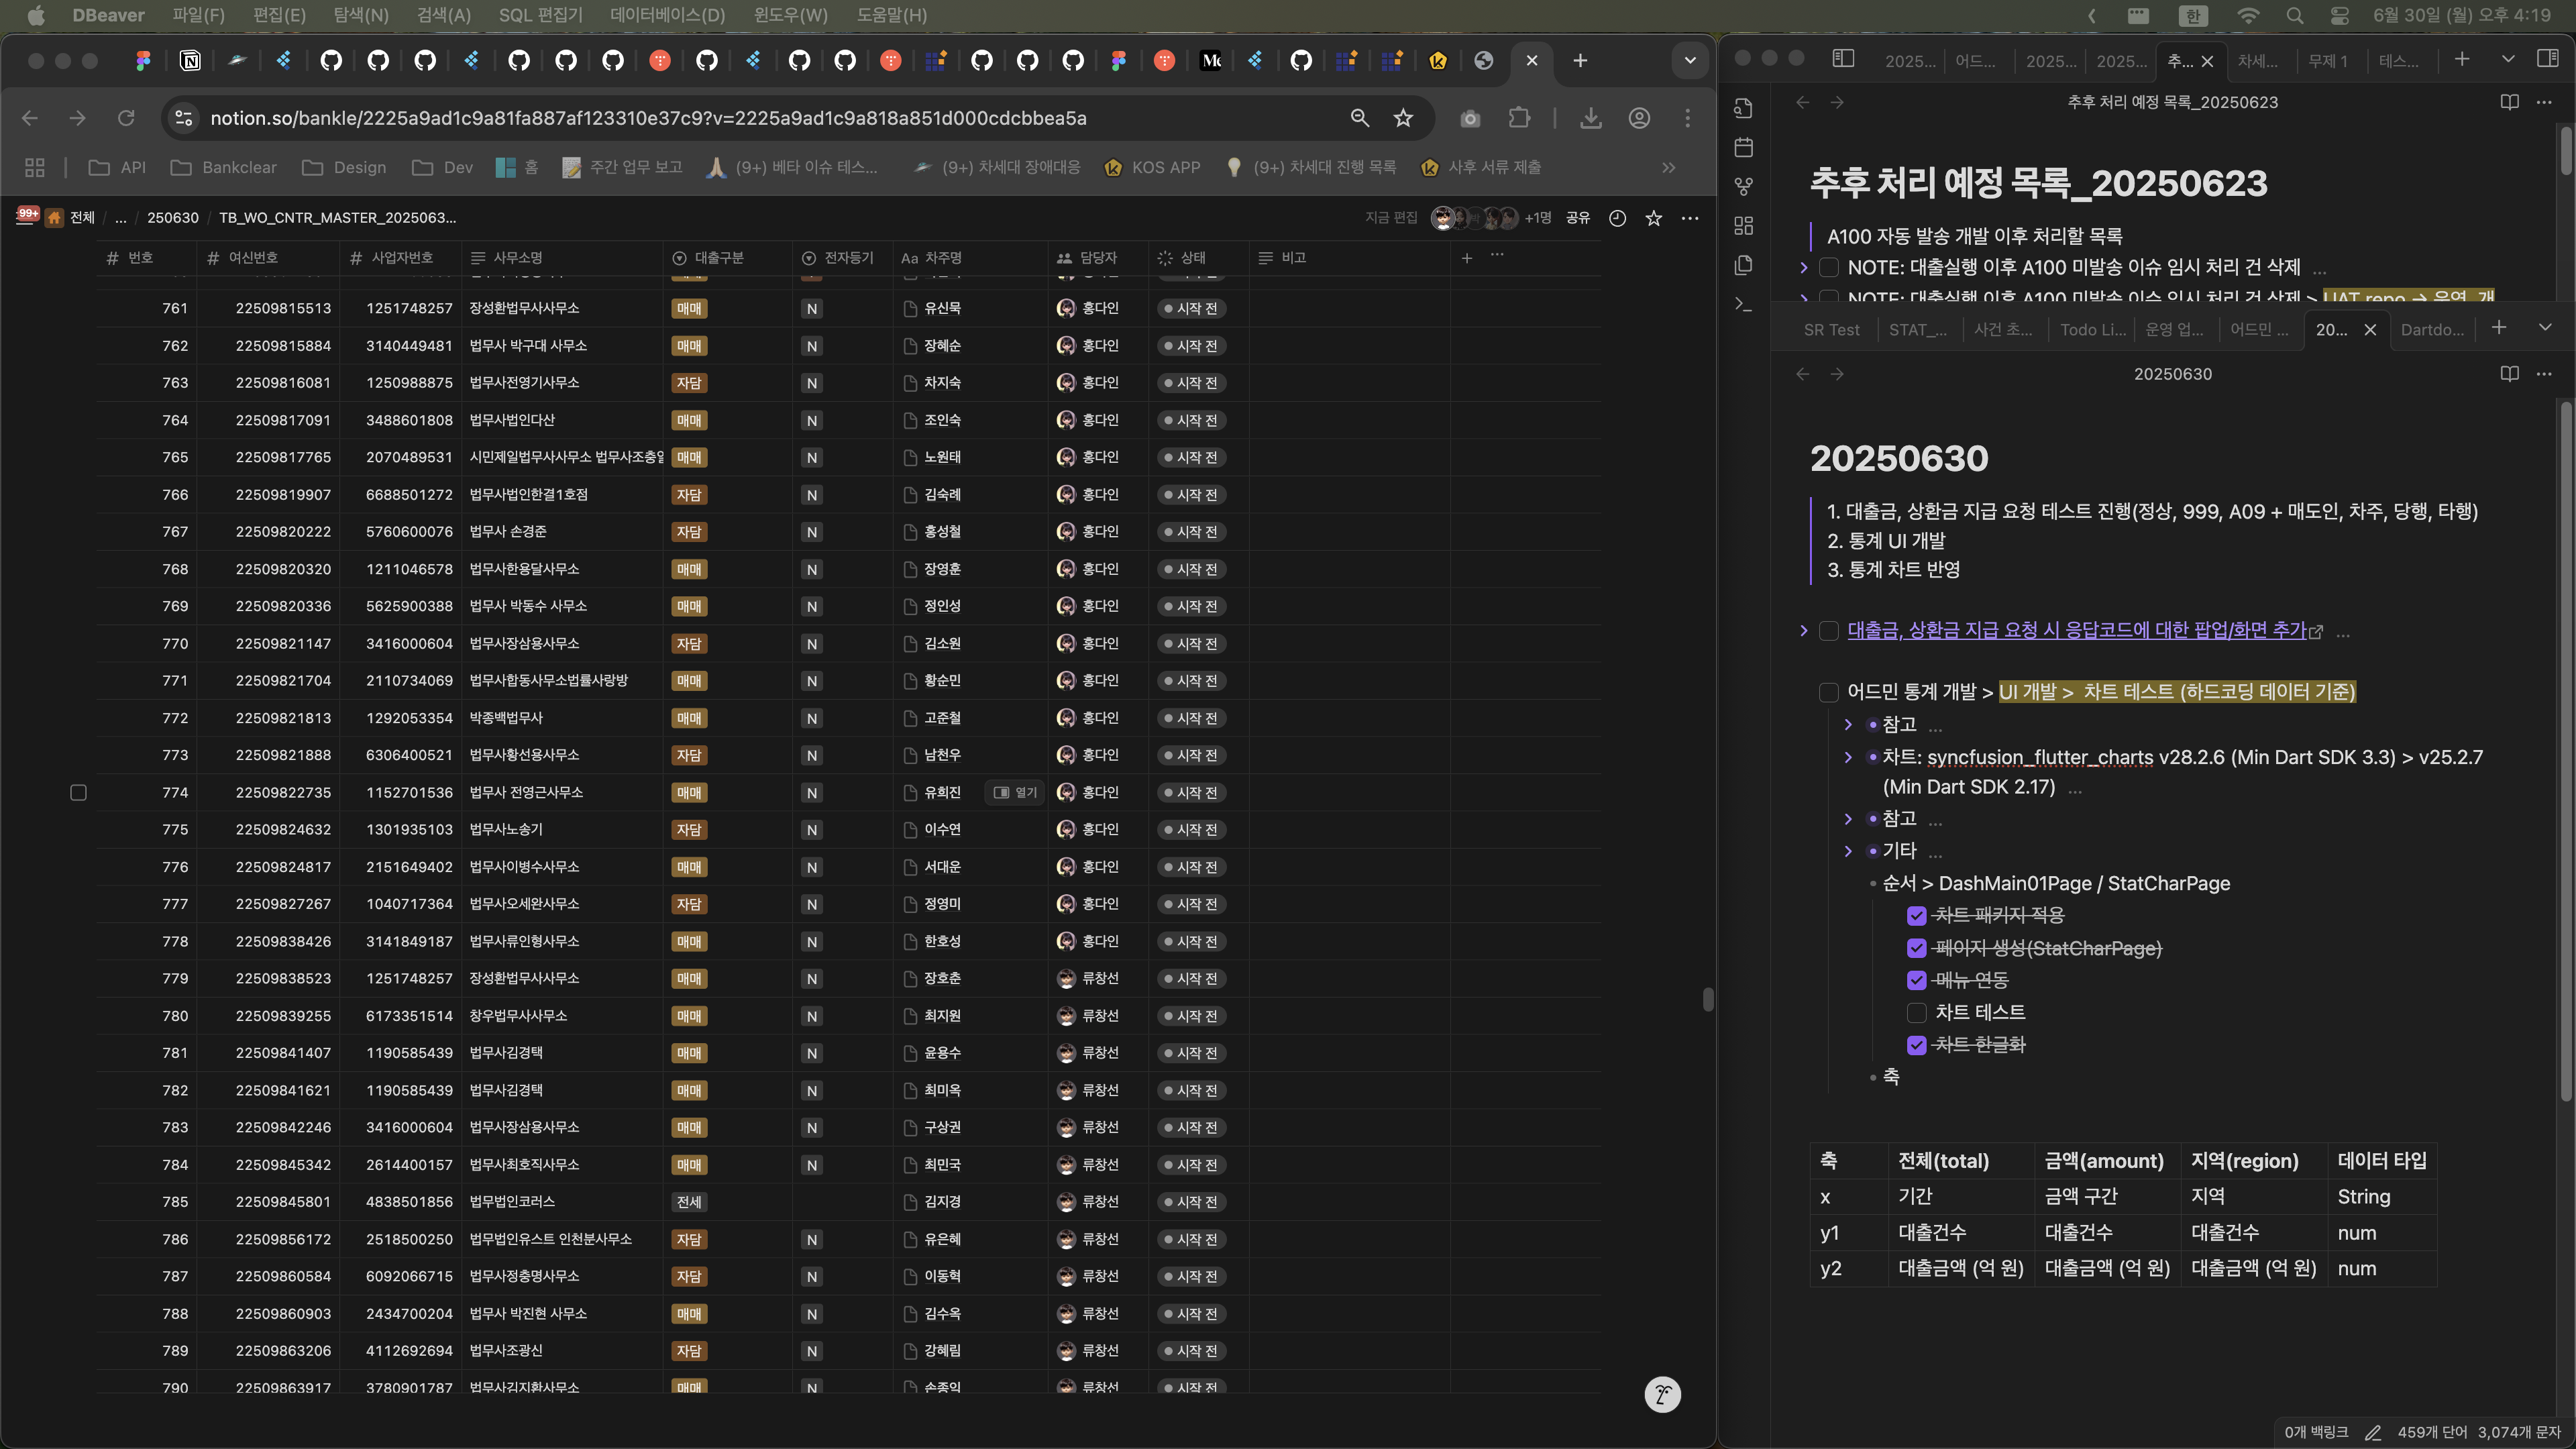 DBeaver 파일(F) 편집(E) 탐색(N) 검색(A) SQL 편집기 데이터베이스(D) 윈도우(W) 도움말(H) 한 6월 30일 (월) 오후 4:19
notion.so/bankle/2225a9ad1c9a81fa887af123310e37c9?v=2225a9ad1c9a818a851d000cdcbbea5a
API Bankclear Design Dev 홈 주간 업무 보고 (9+) 베타 이슈 테스... (9+) 차세대 장애대응 KOS APP (9+) 차세대 진행 목록 사후 서류 제출
99+ 전체 / ... / 250630 / TB_WO_CNTR_MASTER_2025063... 지금 편집 +1명 공유
번호 여신번호 사업자번호 사무소명 대출구분 전자등기 Aa 차주명 담당자 상태 비고
761 22509815513 1251748257 장성환법무사사무소 매매 N 유신묵 홍다인 시작 전
762 22509815884 3140449481 법무사 박구대 사무소 매매 N 장혜순 홍다인 시작 전
763 22509816081 1250988875 법무사전영기사무소 자담 N 차지숙 홍다인 시작 전
764 22509817091 3488601808 법무사법인다산 매매 N 조인숙 홍다인 시작 전
765 22509817765 2070489531 시민제일법무사사무소 법무사조충일 매매 N 노원태 홍다인 시작 전
766 22509819907 6688501272 법무사법인한결1호점 자담 N 김숙례 홍다인 시작 전
767 22509820222 5760600076 법무사 손경준 자담 N 홍성철 홍다인 시작 전
768 22509820320 1211046578 법무사한용달사무소 매매 N 장영훈 홍다인 시작 전
769 22509820336 5625900388 법무사 박동수 사무소 매매 N 정인성 홍다인 시작 전
770 22509821147 3416000604 법무사장삼용사무소 자담 N 김소원 홍다인 시작 전
771 22509821704 2110734069 법무사합동사무소법률사랑방 매매 N 황순민 홍다인 시작 전
772 22509821813 1292053354 박종백법무사 매매 N 고준철 홍다인 시작 전
773 22509821888 6306400521 법무사황선용사무소 자담 N 남천우 홍다인 시작 전
774 22509822735 1152701536 법무사 전영근사무소 매매 N 유희진 열기 홍다인 시작 전
775 22509824632 1301935103 법무사노송기 자담 N 이수연 홍다인 시작 전
776 22509824817 2151649402 법무사이병수사무소 매매 N 서대운 홍다인 시작 전
777 22509827267 1040717364 법무사오세완사무소 자담 N 정영미 홍다인 시작 전
778 22509838426 3141849187 법무사류인형사무소 매매 N 한호성 홍다인 시작 전
779 22509838523 1251748257 장성환법무사사무소 매매 N 장호춘 류창선 시작 전
780 22509839255 6173351514 창우법무사사무소 매매 N 최지원 류창선 시작 전
781 22509841407 1190585439 법무사김경택 매매 N 윤용수 류창선 시작 전
782 22509841621 1190585439 법무사김경택 매매 N 최미옥 류창선 시작 전
783 22509842246 3416000604 법무사장삼용사무소 매매 N 구상권 류창선 시작 전
784 22509845342 2614400157 법무사최호직사무소 매매 N 최민국 류창선 시작 전
785 22509845801 4838501856 법무법인코러스 전세 김지경 류창선 시작 전
786 22509856172 2518500250 법무법인유스트 인천분사무소 자담 N 유은혜 류창선 시작 전
787 22509860584 6092066715 법무사정충명사무소 자담 N 이동혁 류창선 시작 전
788 22509860903 2434700204 법무사 박진현 사무소 매매 N 김수옥 류창선 시작 전
789 22509863206 4112692694 법무사조광신 자담 N 강혜림 류창선 시작 전
790 22509863917 3780901787 법무사김지환사무소 매매 N 손종익 류창선 시작 전
2025... 어드... 2025... 2025... 추... 차세... 무제 1 테스...
추후 처리 예정 목록_20250623
추후 처리 예정 목록_20250623
A100 자동 발송 개발 이후 처리할 목록
NOTE: 대출실행 이후 A100 미발송 이슈 임시 처리 건 삭제 ...
NOTE: 대출실행 이후 A100 미발송 이슈 임시 처리 건 삭제 > UAT repo → 운영, 개
SR Test STAT_... 사건 초... Todo Li... 운영 업... 어드민 ... 20... Dartdo...
20250630
20250630
1. 대출금, 상환금 지급 요청 테스트 진행(정상, 999, A09 + 매도인, 차주, 당행, 타행)
2. 통계 UI 개발
3. 통계 차트 반영
대출금, 상환금 지급 요청 시 응답코드에 대한 팝업/화면 추가 ...
어드민 통계 개발 > UI 개발 > 차트 테스트 (하드코딩 데이터 기준)
참고 ...
차트: syncfusion_flutter_charts v28.2.6 (Min Dart SDK 3.3) > v25.2.7
(Min Dart SDK 2.17) ...
참고 ...
기타 ...
순서 > DashMain01Page / StatCharPage
차트 패키지 적용
페이지 생성(StatCharPage)
메뉴 연동
차트 테스트
차트 한글화
축
축 전체(total) 금액(amount) 지역(region) 데이터 타입
x 기간 금액 구간 지역 String
y1 대출건수 대출건수 대출건수 num
y2 대출금액 (억 원) 대출금액 (억 원) 대출금액 (억 원) num
0개 백링크 459개 단어 3,074개 문자